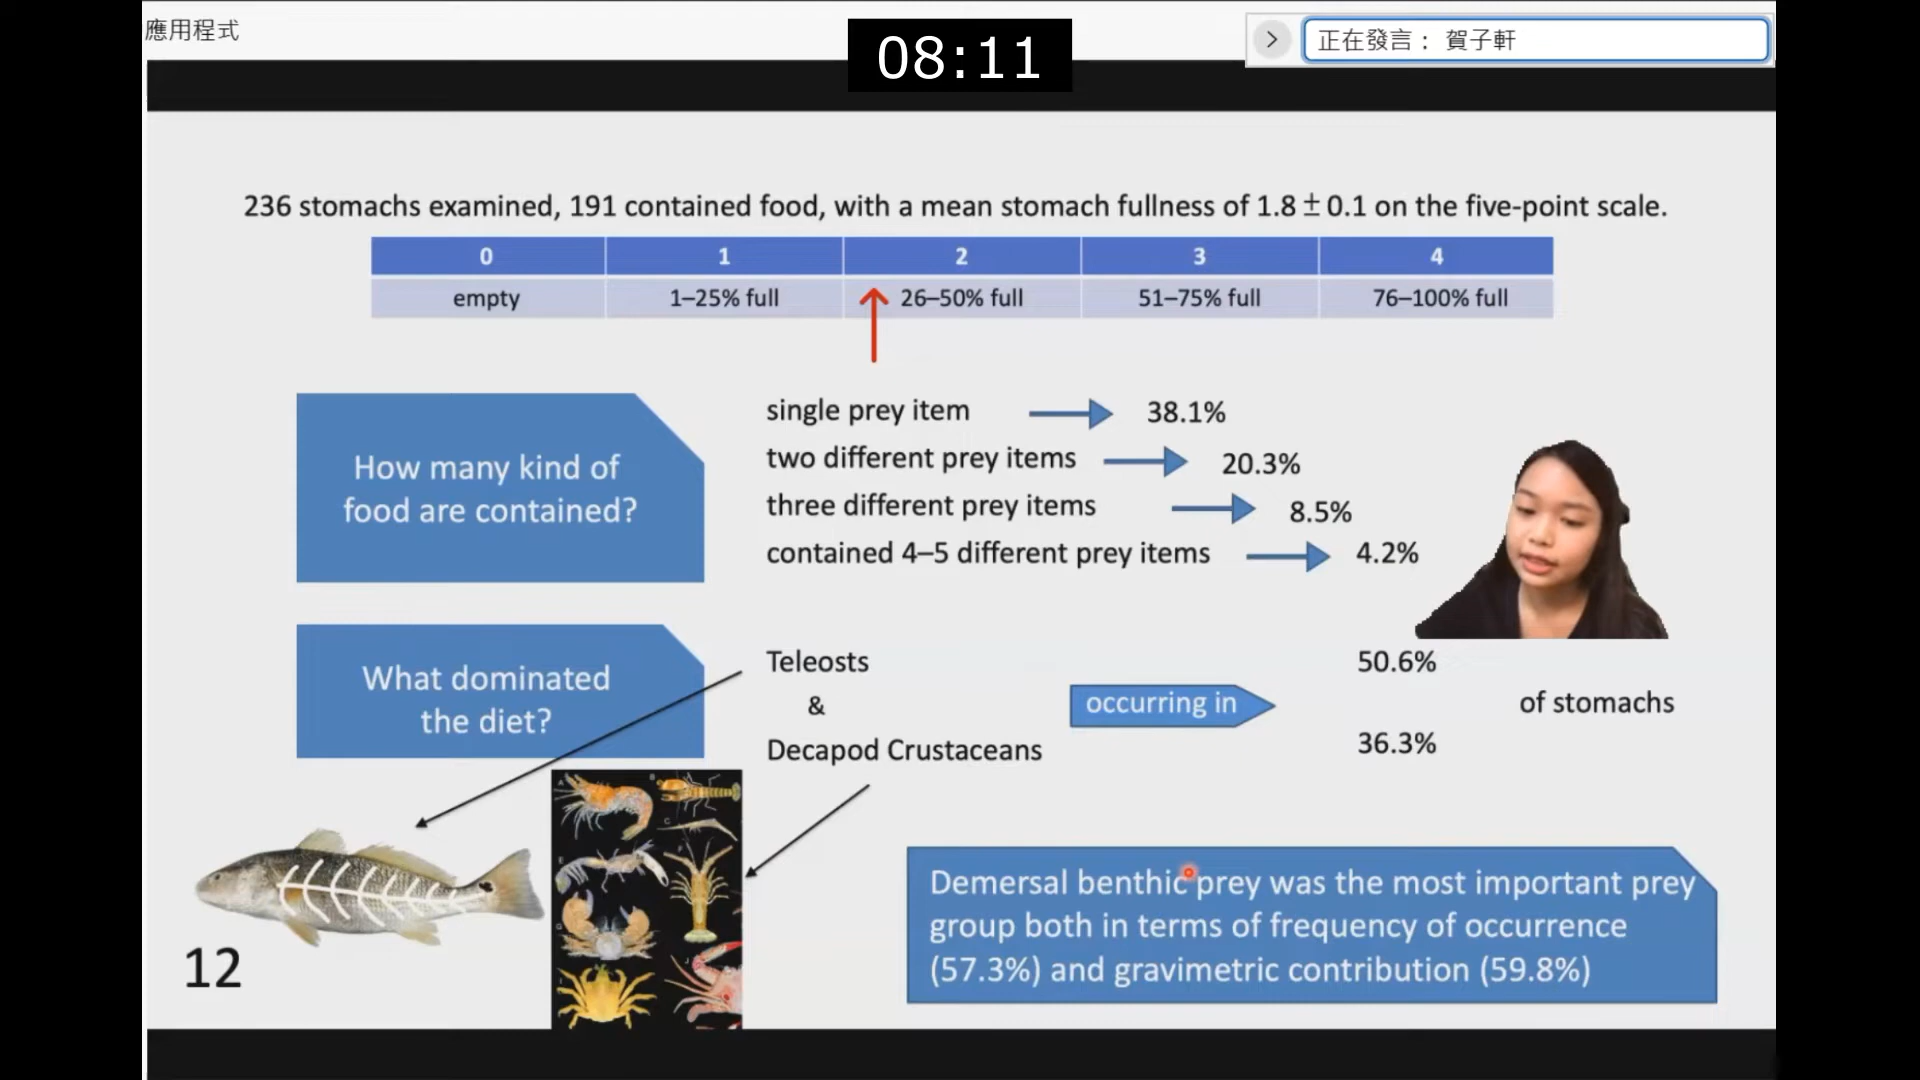 應用程式
08:11
正在發言： 賀子軒
236 stomachs examined, 191 contained food, with a mean stomach fullness of 1.8 ± 0.1 on the five-point scale.
0 1 2 3 4
empty 1–25% full 26–50% full 51–75% full 76–100% full
How many kind of
food are contained?
single prey item 38.1%
two different prey items 20.3%
three different prey items 8.5%
contained 4–5 different prey items 4.2%
What dominated
the diet?
Teleosts 50.6%
& occurring in of stomachs
Decapod Crustaceans 36.3%
Demersal benthic prey was the most important prey
group both in terms of frequency of occurrence
(57.3%) and gravimetric contribution (59.8%)
12